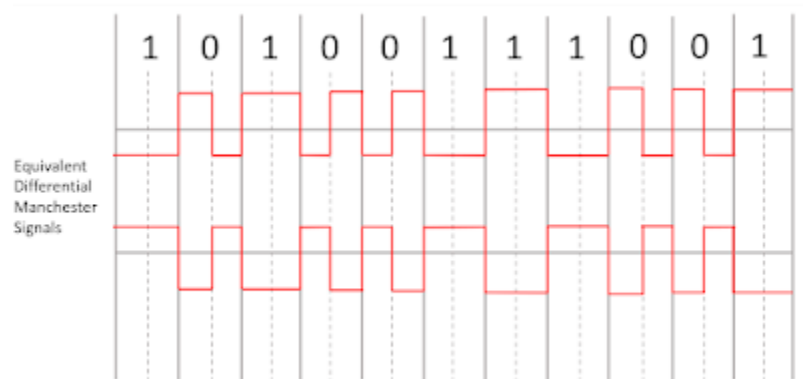 1 0 1 0 0 1 1 1 0 0 1
Equivalent
Differential
Manchester
Signals